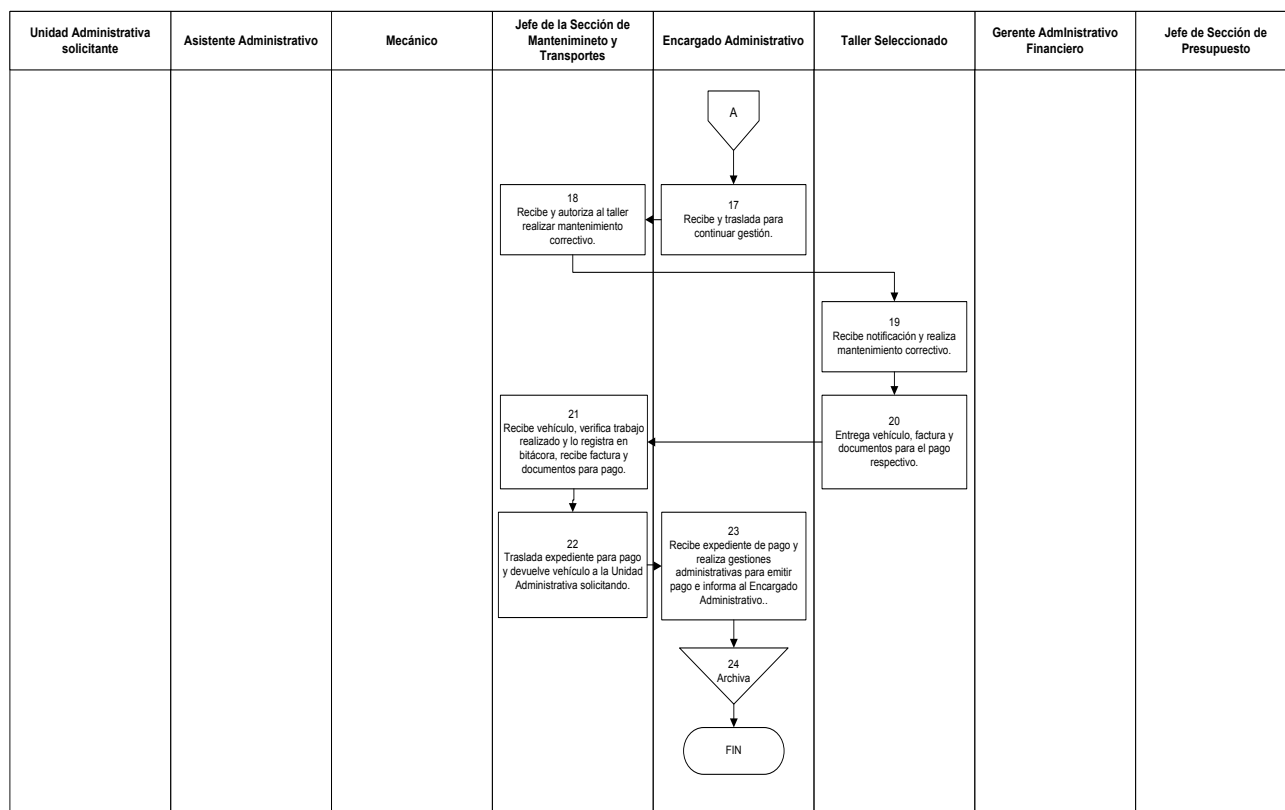 Unidad Administrativa
solicitante
Asistente Administrativo
Mecánico
Jefe de la Sección de
Mantenimineto y
Transportes
Encargado Administrativo
Taller Seleccionado
Gerente AdmInistrativo
Financiero
Jefe de Sección de
Presupuesto
A
17
Recibe y traslada para
continuar gestión.
18
Recibe y autoriza al taller
realizar mantenimiento
correctivo.
19
Recibe notificación y realiza
mantenimiento correctivo.
20
Entrega vehículo, factura y
documentos para el pago
respectivo.
21
Recibe vehículo, verifica trabajo
realizado y lo registra en
bitácora, recibe factura y
documentos para pago.
22
Traslada expediente para pago
y devuelve vehículo a la Unidad
Administrativa solicitando.
23
Recibe expediente de pago y
realiza gestiones
administrativas para emitir
pago e informa al Encargado
Administrativo..
24
Archiva
FIN